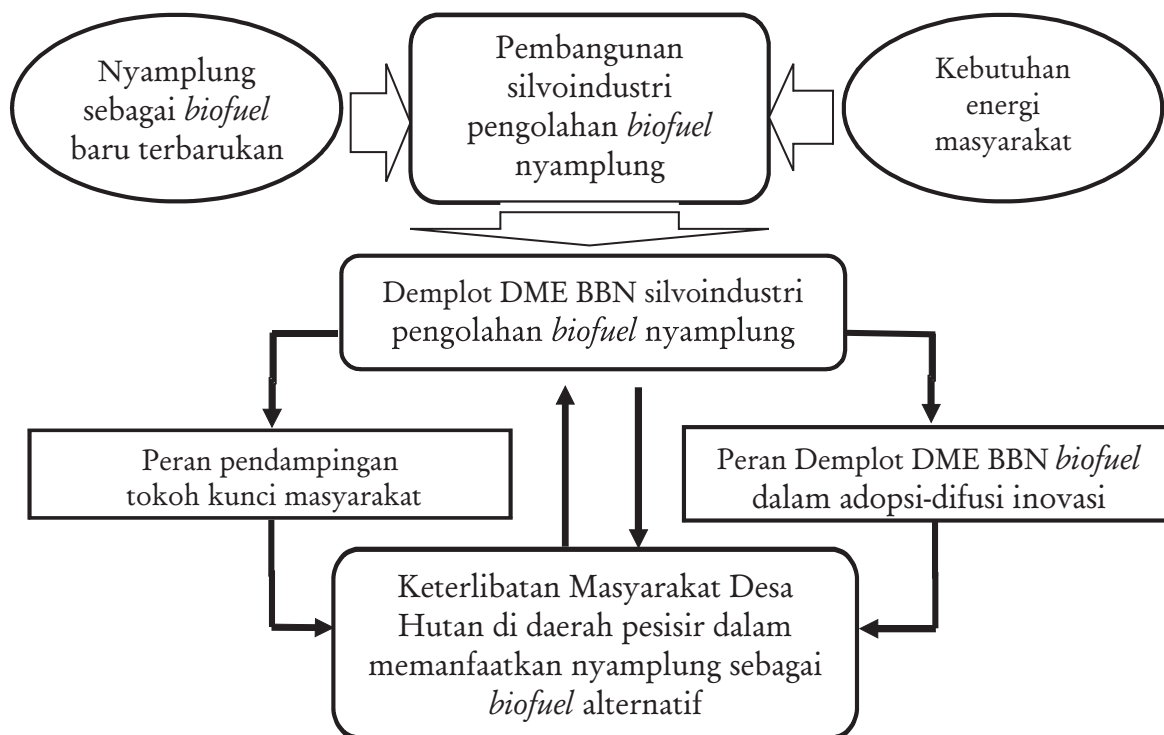 Nyamplung
sebagai biofuel
baru terbarukan
Pembangunan
silvoindustri
pengolahan biofuel
nyamplung
Kebutuhan
energi
masyarakat
Demplot DME BBN silvoindustri
pengolahan biofuel nyamplung
Peran pendampingan
tokoh kunci masyarakat
Peran Demplot DME BBN biofuel
dalam adopsi-difusi inovasi
Keterlibatan Masyarakat Desa
Hutan di daerah pesisir dalam
memanfaatkan nyamplung sebagai
biofuel alternatif